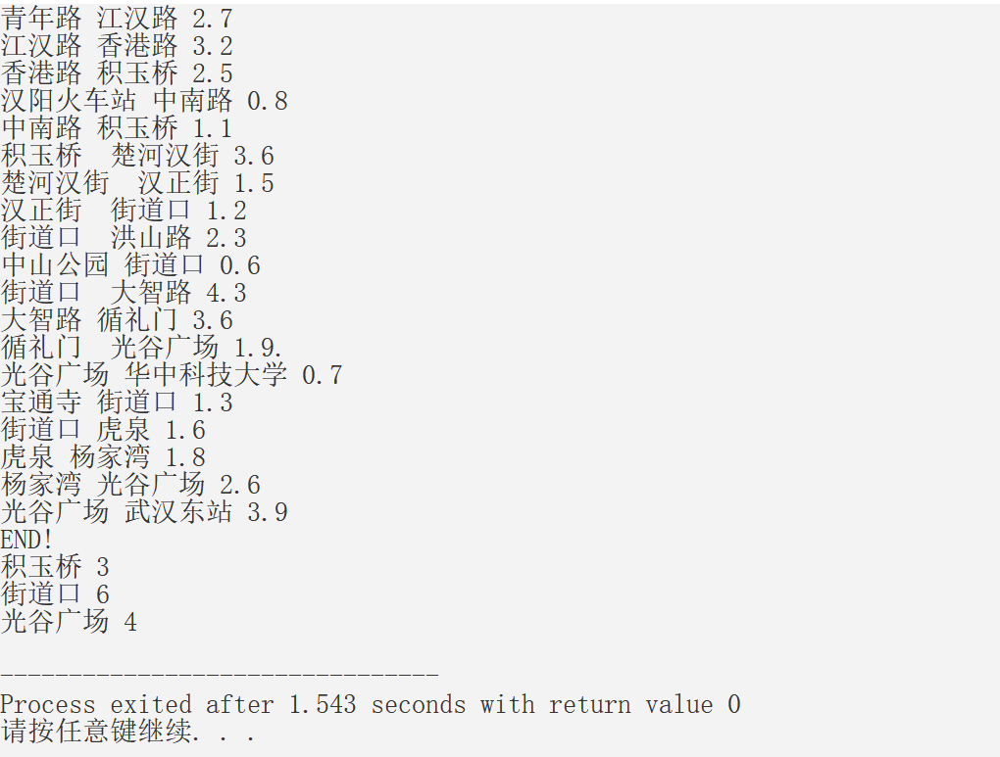 青年路 江汉路 2.7
江汉路 香港路 3.2
香港路 积玉桥 2.5
汉阳火车站 中南路 0.8
中南路 积玉桥 1.1
积玉桥  楚河汉街 3.6
楚河汉街  汉正街 1.5
汉正街  街道口 1.2
街道口  洪山路 2.3
中山公园 街道口 0.6
街道口  大智路 4.3
大智路 循礼门 3.6
循礼门  光谷广场 1.9.
光谷广场 华中科技大学 0.7
宝通寺 街道口 1.3
街道口 虎泉 1.6
虎泉 杨家湾 1.8
杨家湾 光谷广场 2.6
光谷广场 武汉东站 3.9
END!
积玉桥 3
街道口 6
光谷广场 4
--------------------------------
Process exited after 1.543 seconds with return value 0
请按任意键继续. . .